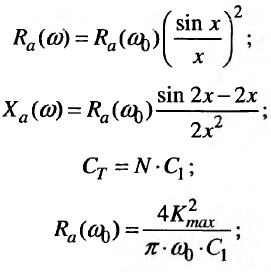 R_a(ω) = R_a(ω_0) (sin x / x)^2 ;
X_a(ω) = R_a(ω_0) (sin 2x − 2x) / (2x^2) ;
C_T = N · C_1 ;
R_a(ω_0) = 4K_max^2 / (π · ω_0 · C_1) ;